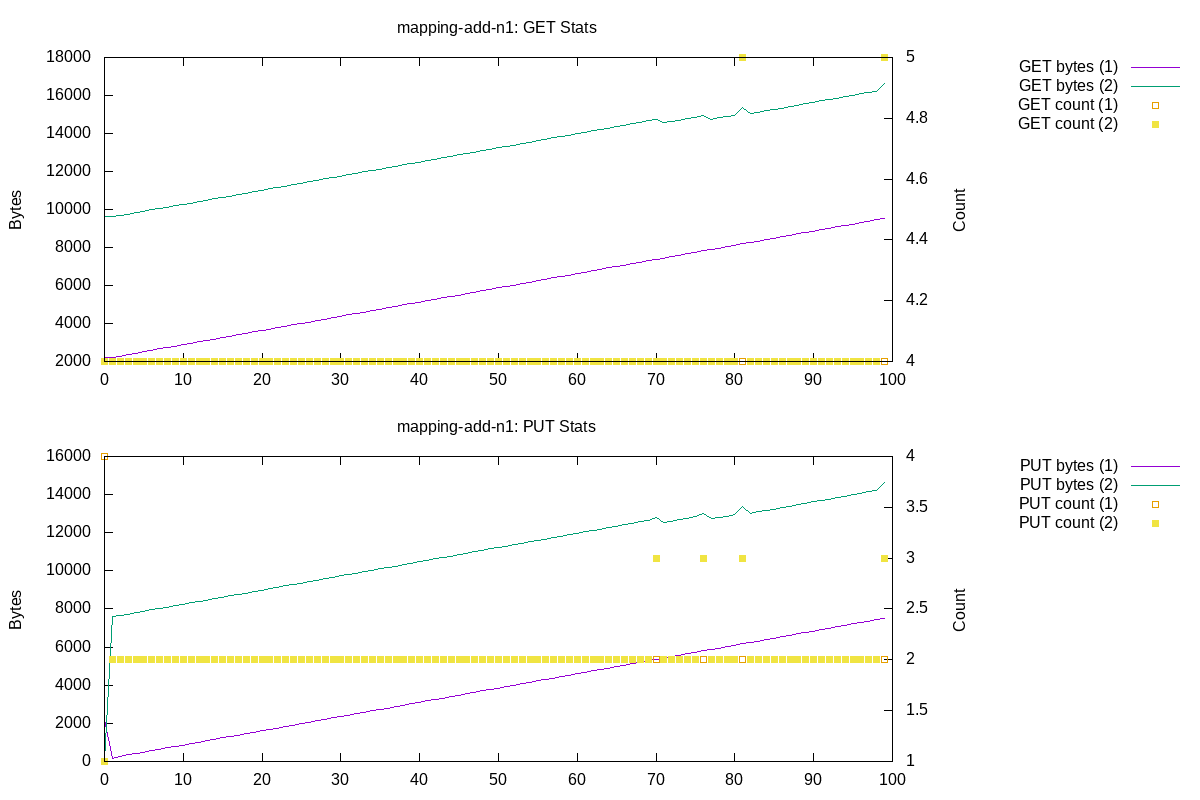 mapping-add-n1: GET Stats
18000
16000
14000
12000
10000
8000
6000
4000
2000
Bytes
0 10 20 30 40 50 60 70 80 90 100
5
4.8
4.6
4.4
4.2
4
Count
GET bytes (1)
GET bytes (2)
GET count (1)
GET count (2)
mapping-add-n1: PUT Stats
16000
14000
12000
10000
8000
6000
4000
2000
0
Bytes
0 10 20 30 40 50 60 70 80 90 100
4
3.5
3
2.5
2
1.5
1
Count
PUT bytes (1)
PUT bytes (2)
PUT count (1)
PUT count (2)